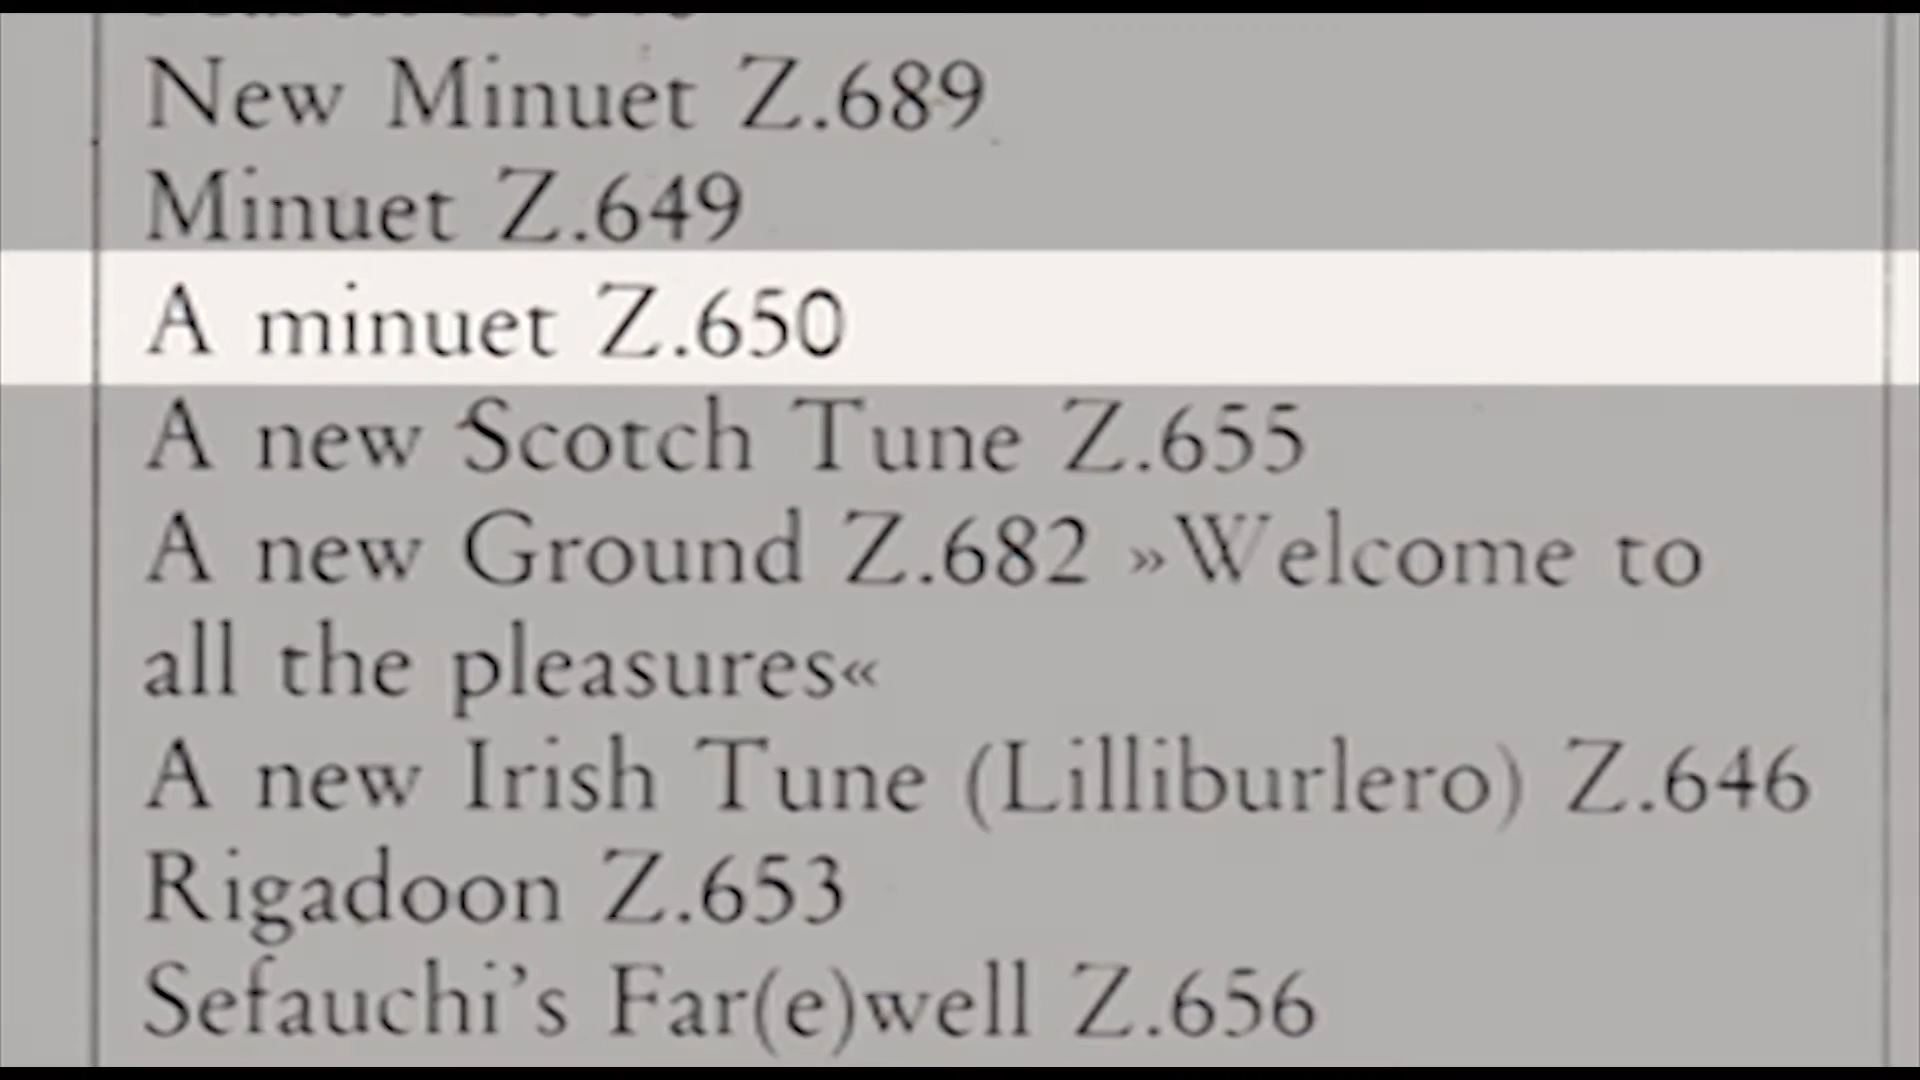 New Minuet Z.689
Minuet Z.649
A minuet Z.650
A new Scotch Tune Z.655
A new Ground Z.682 »Welcome to
all the pleasures«
A new Irish Tune (Lilliburlero) Z.646
Rigadoon Z.653
Sefauchi’s Far(e)well Z.656